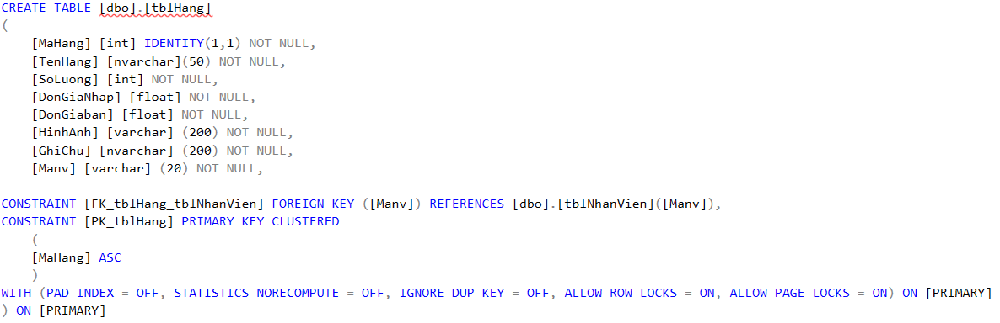 CREATE TABLE [dbo].[tblHang]
(
    [MaHang] [int] IDENTITY(1,1) NOT NULL,
    [TenHang] [nvarchar](50) NOT NULL,
    [SoLuong] [int] NOT NULL,
    [DonGiaNhap] [float] NOT NULL,
    [DonGiaban] [float] NOT NULL,
    [HinhAnh] [varchar] (200) NOT NULL,
    [GhiChu] [nvarchar] (200) NOT NULL,
    [Manv] [varchar] (20) NOT NULL,

CONSTRAINT [FK_tblHang_tblNhanVien] FOREIGN KEY ([Manv]) REFERENCES [dbo].[tblNhanVien]([Manv]),
CONSTRAINT [PK_tblHang] PRIMARY KEY CLUSTERED
    (
    [MaHang] ASC
    )
WITH (PAD_INDEX = OFF, STATISTICS_NORECOMPUTE = OFF, IGNORE_DUP_KEY = OFF, ALLOW_ROW_LOCKS = ON, ALLOW_PAGE_LOCKS = ON) ON [PRIMARY]
) ON [PRIMARY]